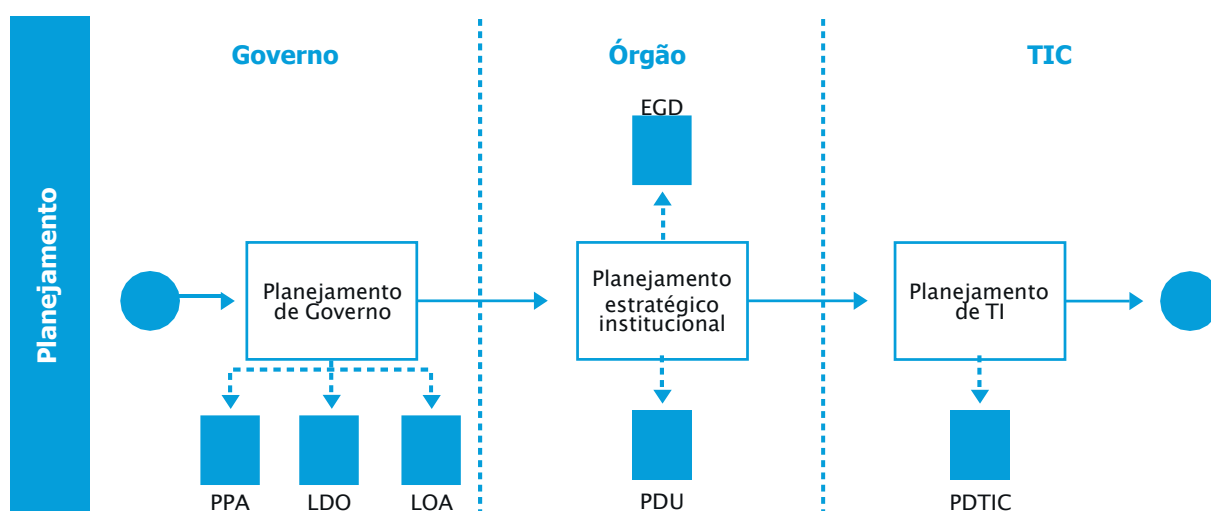 Planejamento
Governo
Órgão
TIC
EGD
Planejamento
de Governo
Planejamento
estratégico
institucional
Planejamento
de TI
PPA
LDO
LOA
PDU
PDTIC